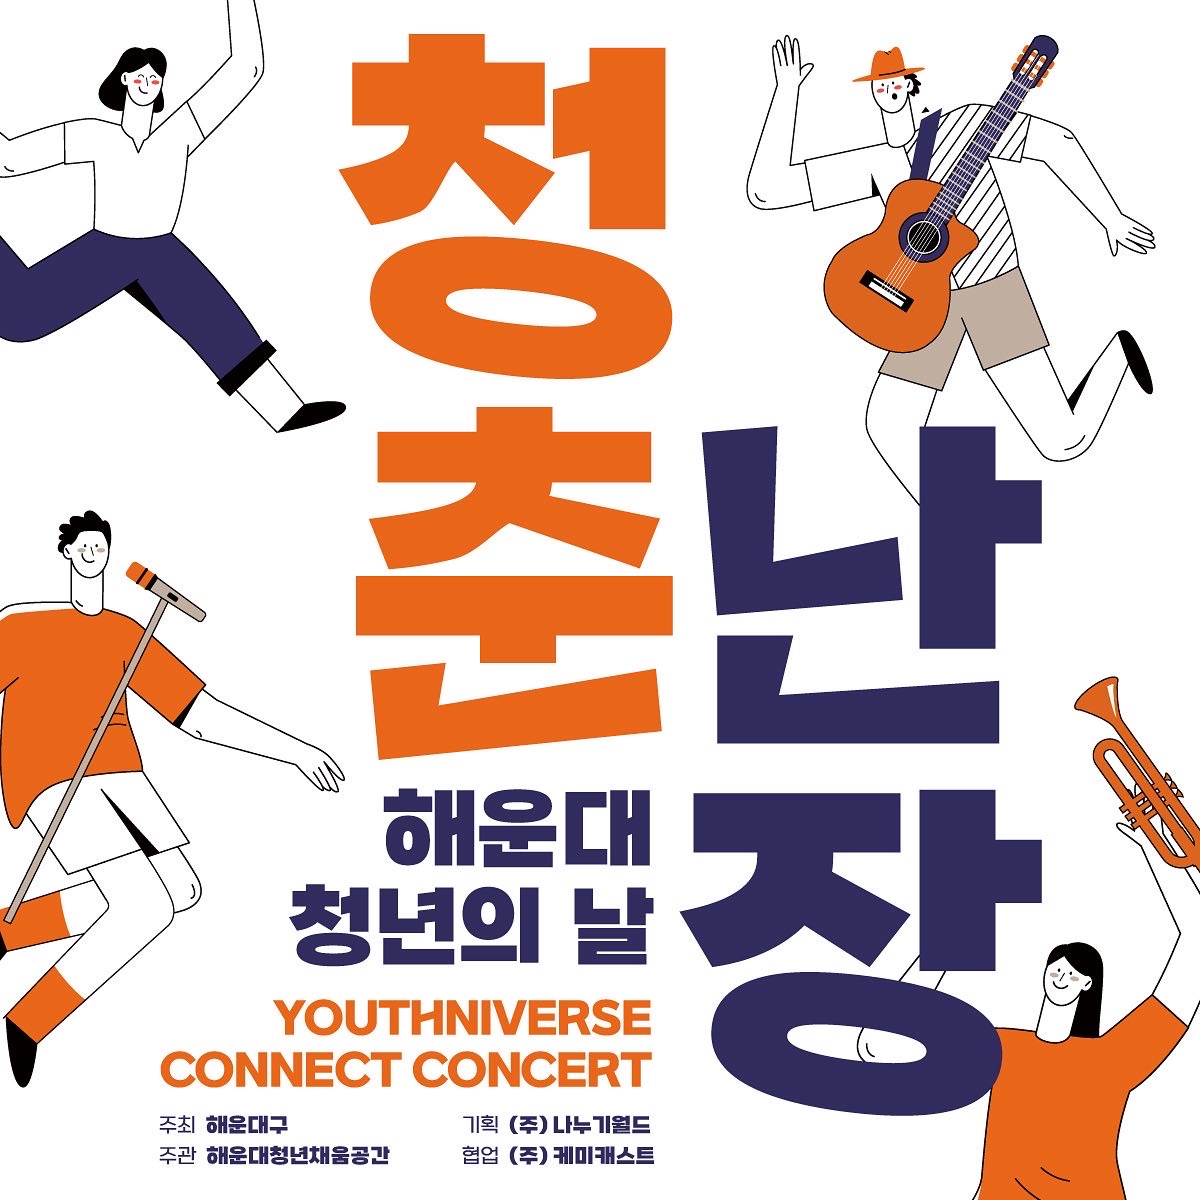 청춘
난장
해운대
청년의 날
YOUTHNIVERSE
CONNECT CONCERT
주최 해운대구
기획 (주)나누기월드
주관 해운대청년채움공간
협업 (주)케미캐스트